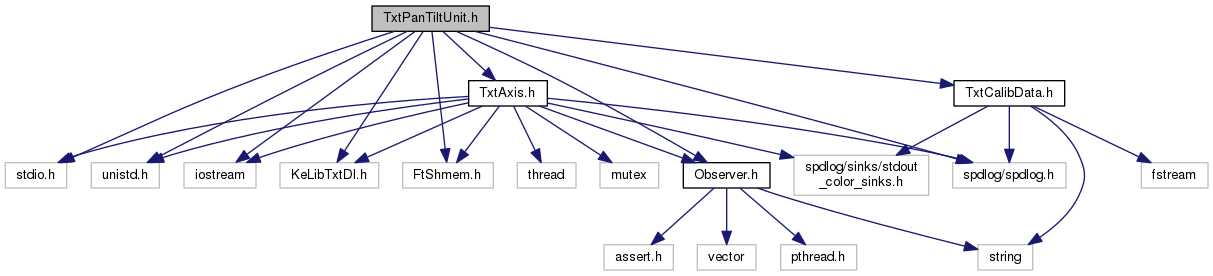 TxtPanTiltUnit.h
TxtAxis.h
TxtCalibData.h
stdio.h
unistd.h
iostream
KeLibTxtDl.h
FtShmem.h
thread
mutex
Observer.h
spdlog/sinks/stdout
_color_sinks.h
spdlog/spdlog.h
fstream
assert.h
vector
pthread.h
string